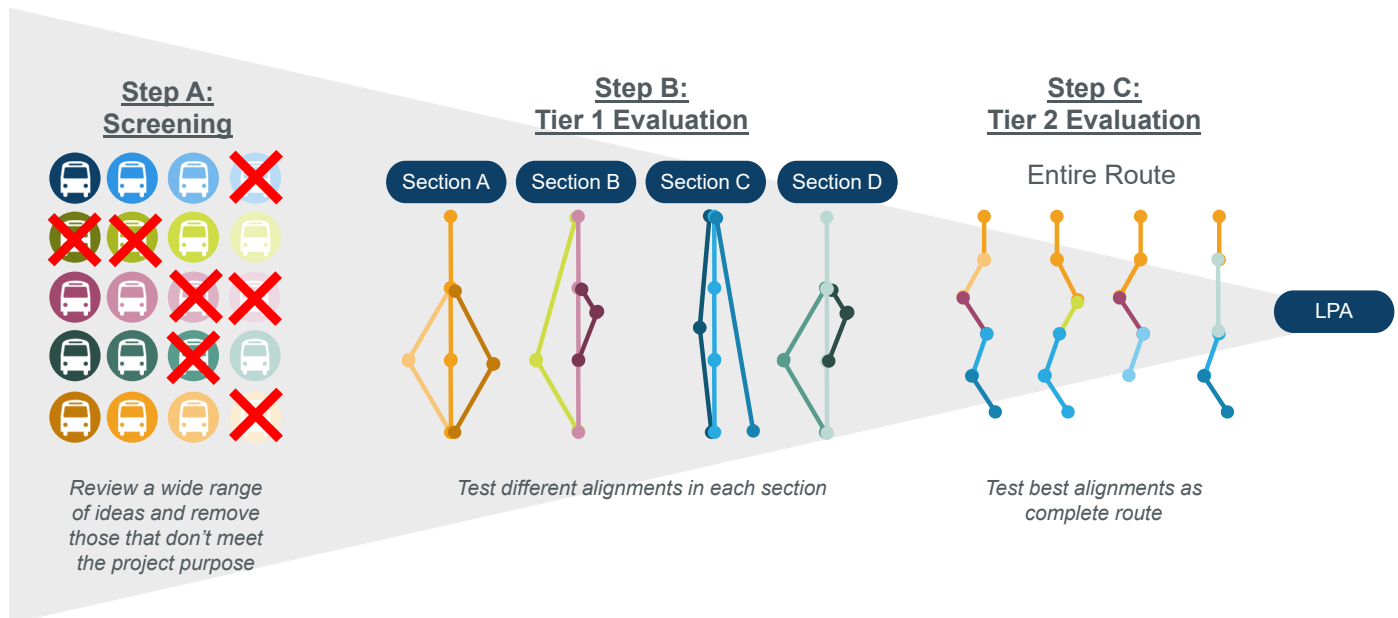 Step A:
Screening
Review a wide range
of ideas and remove
those that don’t meet
the project purpose
Step B:
Tier 1 Evaluation
Section A
Section B
Section C
Section D
Test different alignments in each section
Step C:
Tier 2 Evaluation
Entire Route
Test best alignments as
complete route
LPA